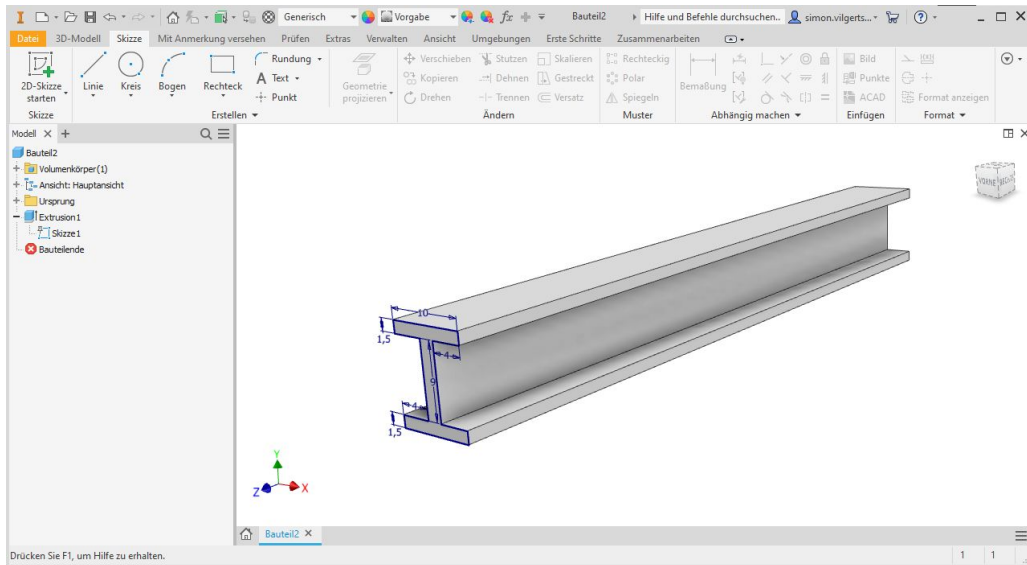 Generisch Vorgabe fx Bauteil2 Hilfe und Befehle durchsuchen.. simon.vilgerts...
Datei 3D-Modell Skizze Mit Anmerkung versehen Prüfen Extras Verwalten Ansicht Umgebungen Erste Schritte Zusammenarbeiten
2D-Skizze starten Linie Kreis Bogen Rechteck Rundung Text Punkt Geometrie projizieren
Verschieben Stutzen Skalieren Rechteckig Bemaßung Bild
Kopieren Dehnen Gestreckt Polar Punkte
Drehen Trennen Versatz Spiegeln ACAD Format anzeigen
Skizze Erstellen Ändern Muster Abhängig machen Einfügen Format
Modell
Bauteil2
Volumenkörper(1)
Ansicht: Hauptansicht
Ursprung
Extrusion1
Skizze1
Bauteilende
VORNE
10
1,5
4
9
4
1,5
Y
Z X
Bauteil2
Drücken Sie F1, um Hilfe zu erhalten. 1 1